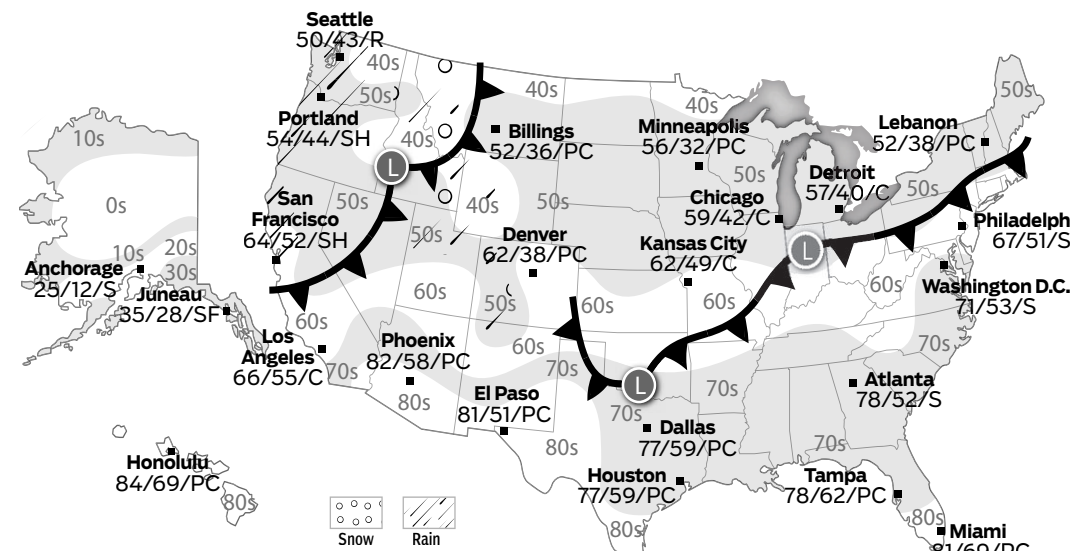 Seattle
50/43/R
40s
50s
Portland
54/44/SH
40s
L
Billings
52/36/PC
40s
Minneapolis
56/32/PC
40s
50s
Lebanon
52/38/PC
50s
Detroit
57/40/C
50s
Chicago
59/42/C
L
Philadelph
67/51/S
Washington D.C.
71/53/S
60s
70s
10s
0s
10s
20s
30s
Anchorage
25/12/S
Juneau
35/28/SF
San
Francisco
64/52/SH
50s
50s
40s
50s
Denver
62/38/PC
Kansas City
62/49/C
60s
60s
60s
50s
60s
Los
Angeles
66/55/C
70s
60s
70s
Phoenix
82/58/PC
80s
El Paso
81/51/PC
80s
L
70s
70s
Dallas
77/59/PC
Atlanta
78/52/S
70s
Houston
77/59/PC
80s
Tampa
78/62/PC
80s
Miami
81/69/PC
Honolulu
84/69/PC
80s
Snow
Rain